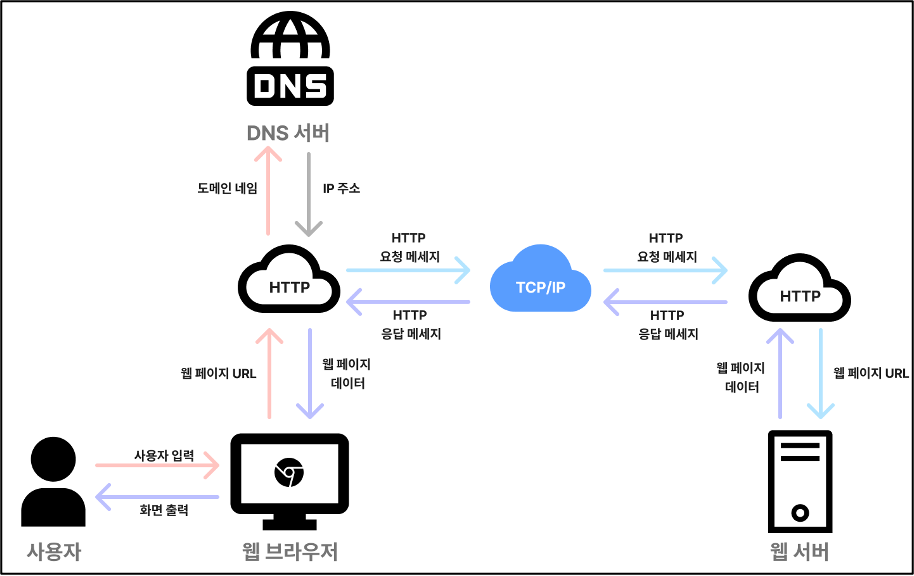 DNS
DNS 서버
도메인 네임
IP 주소
HTTP
요청 메세지
HTTP
요청 메세지
HTTP
TCP/IP
HTTP
HTTP
응답 메세지
HTTP
응답 메세지
웹 페이지 URL
웹 페이지
데이터
웹 페이지
데이터
웹 페이지 URL
사용자 입력
화면 출력
사용자
웹 브라우저
웹 서버